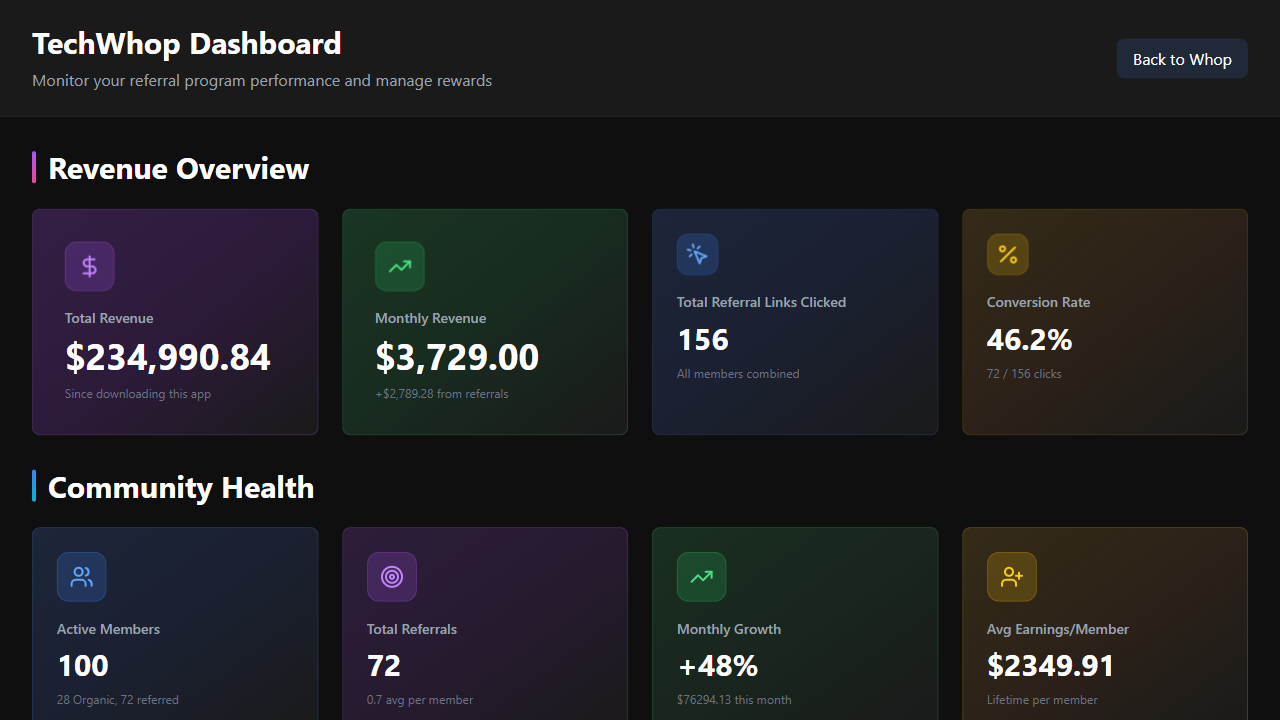 TechWhop Dashboard
Monitor your referral program performance and manage rewards
Back to Whop
Revenue Overview
Total Revenue
$234,990.84
Since downloading this app
Monthly Revenue
$3,729.00
+$2,789.28 from referrals
Total Referral Links Clicked
156
All members combined
Conversion Rate
46.2%
72 / 156 clicks
Community Health
Active Members
100
28 Organic, 72 referred
Total Referrals
72
0.7 avg per member
Monthly Growth
+48%
$76294.13 this month
Avg Earnings/Member
$2349.91
Lifetime per member